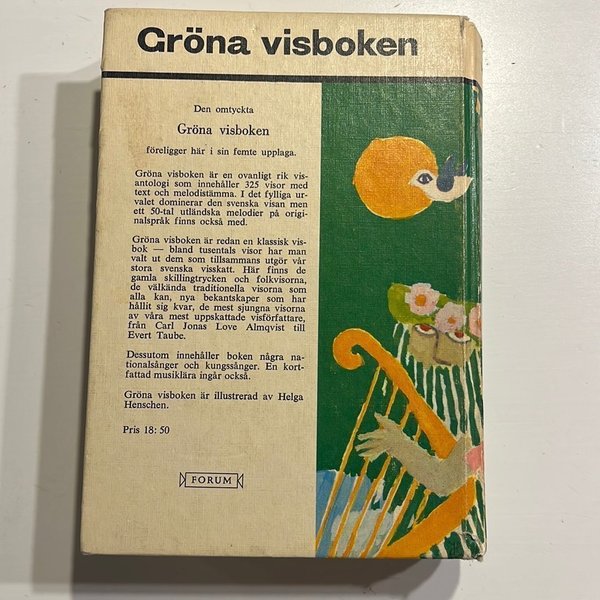 Gröna visboken
Den omtyckta
Gröna visboken
föreligger här i sin femte upplaga.
Gröna visboken är en ovanligt rik vis-
antologi som innehåller 325 visor med
text och melodistämma. I det fylliga ur-
valet dominerar den svenska visan men
ett 50-tal utländska melodier på origi-
nalspråk finns också med.
Gröna visboken är redan en klassisk vis-
bok — bland tusentals visor har man
valt ut dem som tillsammans utgör vår
stora svenska visskatt. Här finns de
gamla skillingtrycken och folkvisorna,
de välkända traditionella visorna som
alla kan, nya bekantskaper som har
hållit sig kvar, de mest sjungna visorna
av våra mest uppskattade visförfattare,
från Carl Jonas Love Almqvist till
Evert Taube.
Dessutom innehåller boken några na-
tionalsånger och kungssånger. En kort-
fattad musiklära ingår också.
Gröna visboken är illustrerad av Helga
Henschen.
Pris 18:50
FORUM